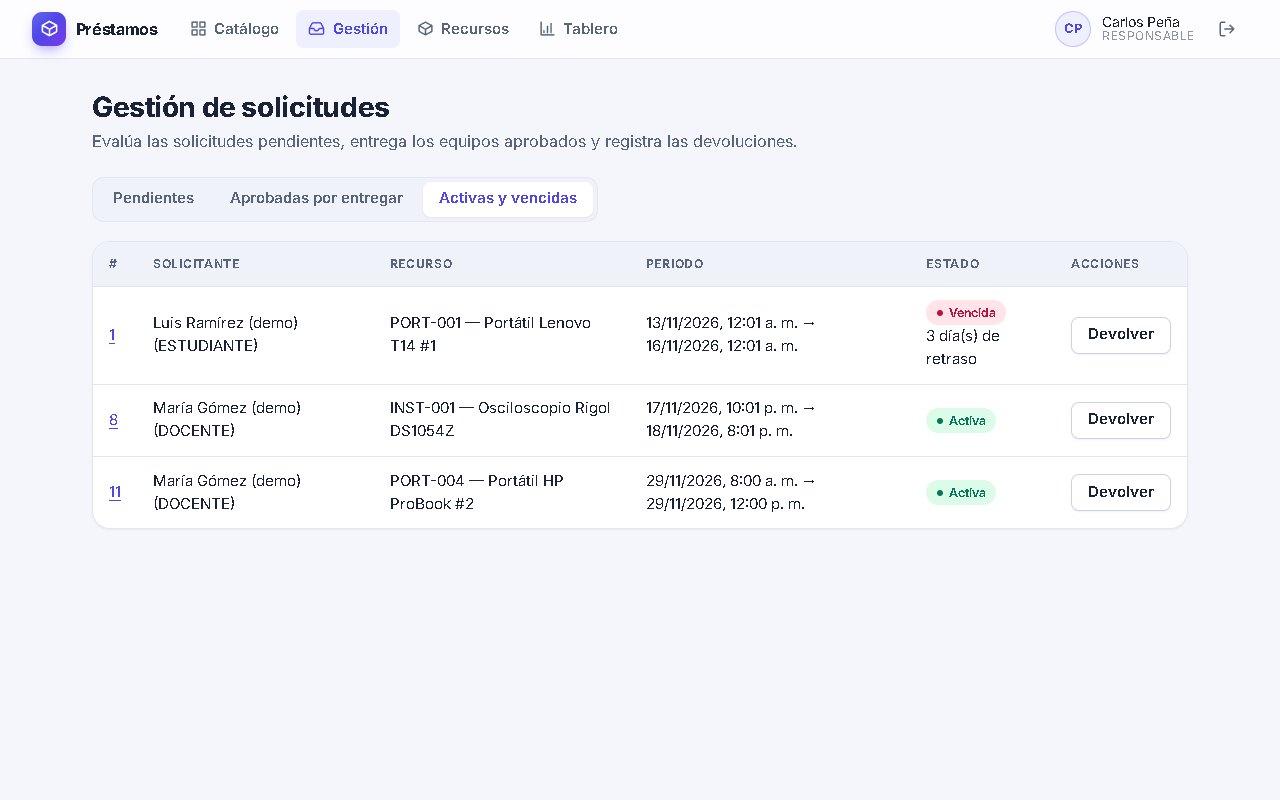 Préstamos
Catálogo
Gestión
Recursos
Tablero
CP
Carlos Peña
RESPONSABLE
Gestión de solicitudes
Evalúa las solicitudes pendientes, entrega los equipos aprobados y registra las devoluciones.
Pendientes
Aprobadas por entregar
Activas y vencidas
# SOLICITANTE RECURSO PERIODO ESTADO ACCIONES
1
Luis Ramírez (demo)
(ESTUDIANTE)
PORT-001 — Portátil Lenovo
T14 #1
13/11/2026, 12:01 a. m. →
16/11/2026, 12:01 a. m.
Vencida
3 día(s) de
retraso
Devolver
8
María Gómez (demo)
(DOCENTE)
INST-001 — Osciloscopio Rigol
DS1054Z
17/11/2026, 10:01 p. m. →
18/11/2026, 8:01 p. m.
Activa
Devolver
11
María Gómez (demo)
(DOCENTE)
PORT-004 — Portátil HP
ProBook #2
29/11/2026, 8:00 a. m. →
29/11/2026, 12:00 p. m.
Activa
Devolver